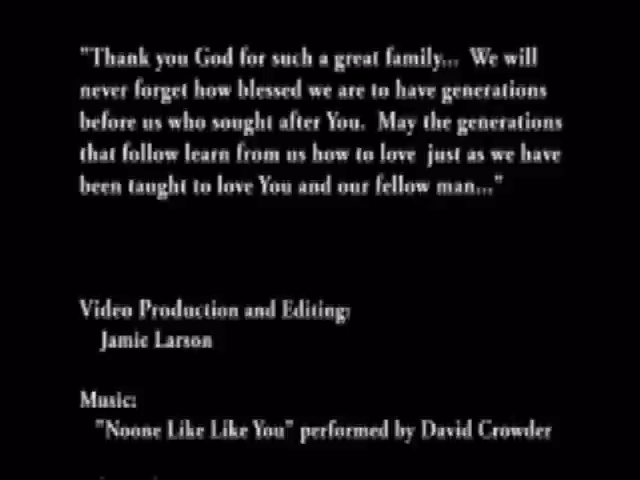 "Thank you God for such a great family... We will
never forget how blessed we are to have generations
before us who sought after You. May the generations
that follow learn from us how to love just as we have
been taught to love You and our fellow man..."
Video Production and Editing:
Jamie Larson
Music:
"Noone Like Like You" performed by David Crowder